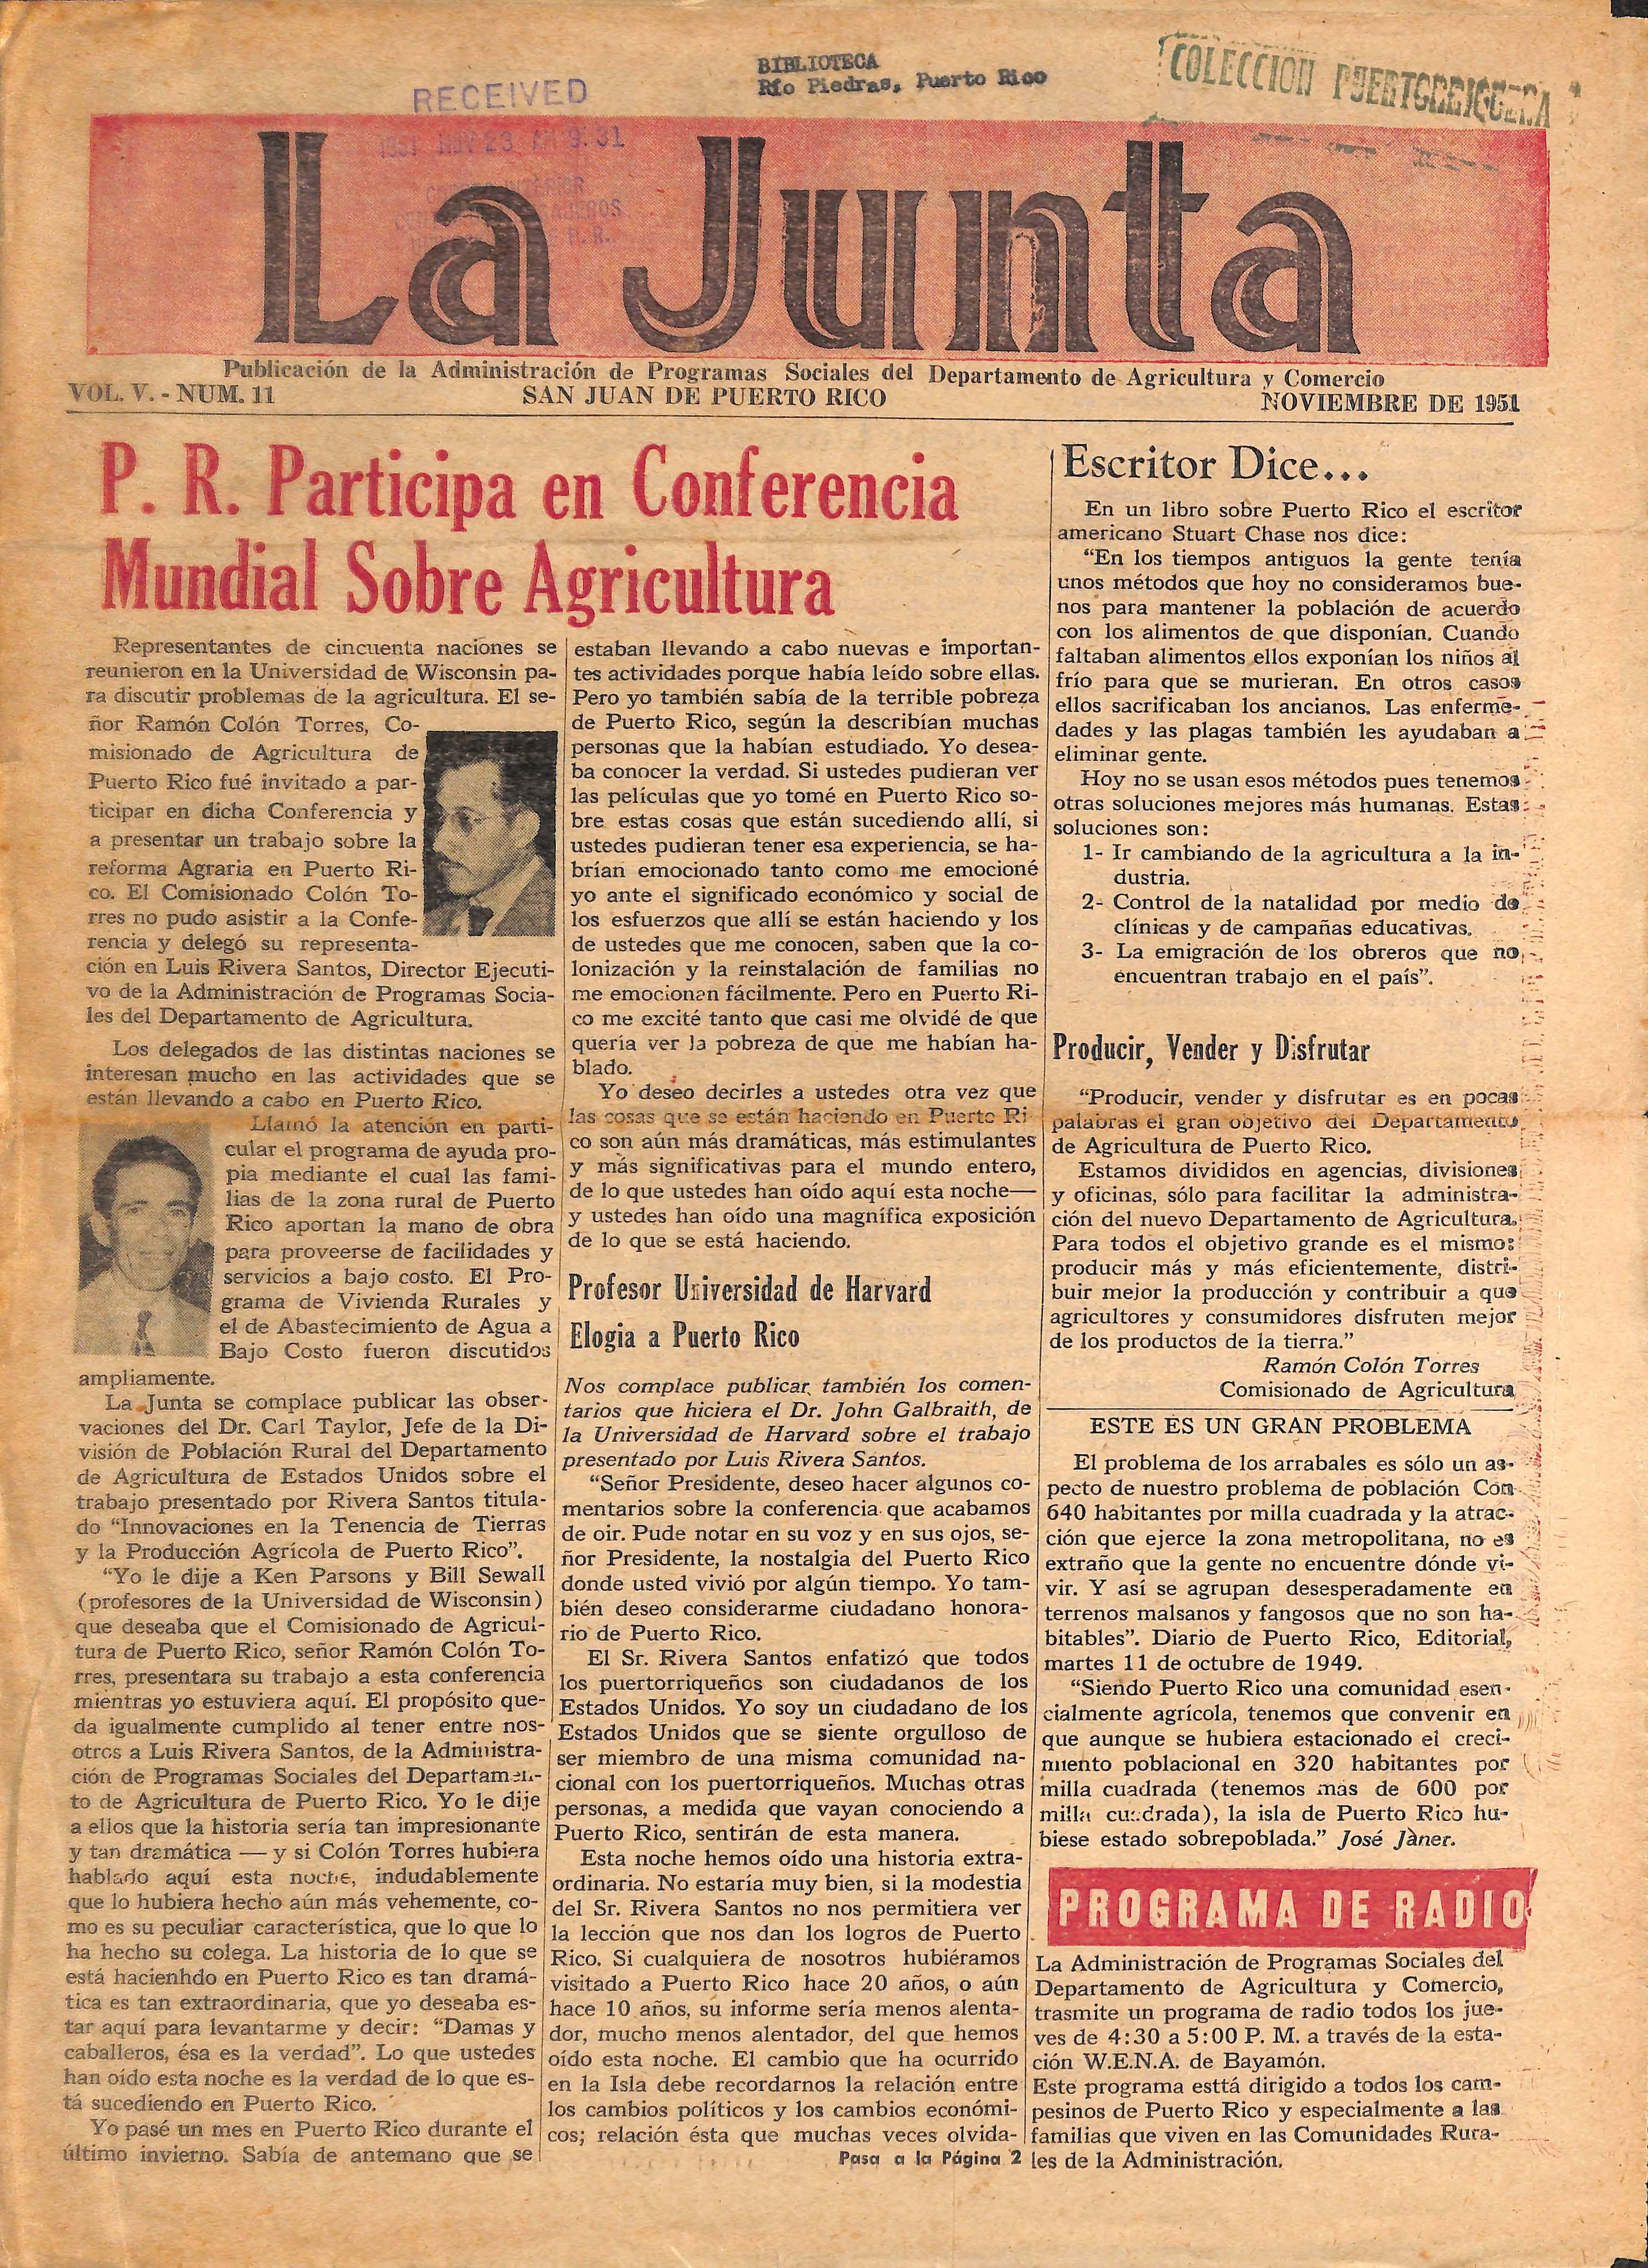 RECEIVED
1951 NOV 23 AM 9:31
BIBLIOTECA
Río Piedras, Puerto Rico
COLECCION PUERTORRIQUEÑA
La Junta
Publicación de la Administración de Programas Sociales del Departamento de Agricultura y Comercio
VOL. V. - NUM. 11
SAN JUAN DE PUERTO RICO
NOVIEMBRE DE 1951
P. R. Participa en Conferencia
Mundial Sobre Agricultura
Representantes de cincuenta naciones se
reunieron en la Universidad de Wisconsin pa-
ra discutir problemas de la agricultura. El se-
ñor Ramón Colón Torres, Co-
misionado de Agricultura de
Puerto Rico fué invitado a par-
ticipar en dicha Conferencia y
a presentar un trabajo sobre la
reforma Agraria en Puerto Ri-
co. El Comisionado Colón To-
rres no pudo asistir a la Confe-
rencia y delegó su representa-
ción en Luis Rivera Santos, Director Ejecuti-
vo de la Administración de Programas Socia-
les del Departamento de Agricultura.
Los delegados de las distintas naciones se
interesan mucho en las actividades que se
están llevando a cabo en Puerto Rico.
Llamó la atención en parti-
cular el programa de ayuda pro-
pia mediante el cual las fami-
lias de la zona rural de Puerto
Rico aportan la mano de obra
para proveerse de facilidades y
servicios a bajo costo. El Pro-
grama de Vivienda Rurales y
el de Abastecimiento de Agua a
Bajo Costo fueron discutidos
ampliamente.
La Junta se complace publicar las obser-
vaciones del Dr. Carl Taylor, Jefe de la Di-
visión de Población Rural del Departamento
de Agricultura de Estados Unidos sobre el
trabajo presentado por Rivera Santos titula-
do “Innovaciones en la Tenencia de Tierras
y la Producción Agrícola de Puerto Rico”.
“Yo le dije a Ken Parsons y Bill Sewall
(profesores de la Universidad de Wisconsin)
que deseaba que el Comisionado de Agricul-
tura de Puerto Rico, señor Ramón Colón To-
rres, presentara su trabajo a esta conferencia
mientras yo estuviera aquí. El propósito que-
da igualmente cumplido al tener entre nos-
otros a Luis Rivera Santos, de la Administra-
ción de Programas Sociales del Departamen-
to de Agricultura de Puerto Rico. Yo le dije
a ellos que la historia sería tan impresionante
y tan dramática — y si Colón Torres hubiera
hablado aquí esta noche, indudablemente
que lo hubiera hecho aún más vehemente, co-
mo es su peculiar característica, que lo que lo
ha hecho su colega. La historia de lo que se
está hacienhdo en Puerto Rico es tan dramá-
tica es tan extraordinaria, que yo deseaba es-
tar aquí para levantarme y decir: “Damas y
caballeros, ésa es la verdad”. Lo que ustedes
han oído esta noche es la verdad de lo que es-
tá sucediendo en Puerto Rico.
Yo pasé un mes en Puerto Rico durante el
último invierno. Sabía de antemano que se
estaban llevando a cabo nuevas e importan-
tes actividades porque había leído sobre ellas.
Pero yo también sabía de la terrible pobreza
de Puerto Rico, según la describían muchas
personas que la habían estudiado. Yo desea-
ba conocer la verdad. Si ustedes pudieran ver
las películas que yo tomé en Puerto Rico so-
bre estas cosas que están sucediendo allí, si
ustedes pudieran tener esa experiencia, se ha-
brían emocionado tanto como me emocioné
yo ante el significado económico y social de
los esfuerzos que allí se están haciendo y los
de ustedes que me conocen, saben que la co-
lonización y la reinstalación de familias no
me emocionan fácilmente. Pero en Puerto Ri-
co me excité tanto que casi me olvidé de que
quería ver la pobreza de que me habían ha-
blado.
Yo deseo decirles a ustedes otra vez que
las cosas que se están haciendo en Puerto Ri-
co son aún más dramáticas, más estimulantes
y más significativas para el mundo entero,
de lo que ustedes han oído aquí esta noche—
y ustedes han oído una magnífica exposición
de lo que se está haciendo.
Profesor Universidad de Harvard
Elogia a Puerto Rico
Nos complace publicar también los comen-
tarios que hiciera el Dr. John Galbraith, de
la Universidad de Harvard sobre el trabajo
presentado por Luis Rivera Santos.
“Señor Presidente, deseo hacer algunos co-
mentarios sobre la conferencia que acabamos
de oir. Pude notar en su voz y en sus ojos, se-
ñor Presidente, la nostalgia del Puerto Rico
donde usted vivió por algún tiempo. Yo tam-
bién deseo considerarme ciudadano honora-
rio de Puerto Rico.
El Sr. Rivera Santos enfatizó que todos
los puertorriqueños son ciudadanos de los
Estados Unidos. Yo soy un ciudadano de los
Estados Unidos que se siente orgulloso de
ser miembro de una misma comunidad na-
cional con los puertorriqueños. Muchas otras
personas, a medida que vayan conociendo a
Puerto Rico, sentirán de esta manera.
Esta noche hemos oído una historia extra-
ordinaria. No estaría muy bien, si la modestia
del Sr. Rivera Santos no nos permitiera ver
la lección que nos dan los logros de Puerto
Rico. Si cualquiera de nosotros hubiéramos
visitado a Puerto Rico hace 20 años, o aún
hace 10 años, su informe sería menos alenta-
dor, mucho menos alentador, del que hemos
oído esta noche. El cambio que ha ocurrido
en la Isla debe recordarnos la relación entre
los cambios políticos y los cambios económi-
cos; relación ésta que muchas veces olvida-
Pasa a la Página 2
Escritor Dice...
En un libro sobre Puerto Rico el escritor
americano Stuart Chase nos dice:
“En los tiempos antiguos la gente tenía
unos métodos que hoy no consideramos bue-
nos para mantener la población de acuerdo
con los alimentos de que disponían. Cuando
faltaban alimentos ellos exponían los niños al
frío para que se murieran. En otros casos
ellos sacrificaban los ancianos. Las enferme-
dades y las plagas también les ayudaban a
eliminar gente.
Hoy no se usan esos métodos pues tenemos
otras soluciones mejores más humanas. Estas
soluciones son:
1- Ir cambiando de la agricultura a la in-
dustria.
2- Control de la natalidad por medio de
clínicas y de campañas educativas.
3- La emigración de los obreros que no
encuentran trabajo en el país”.
Producir, Vender y Disfrutar
“Producir, vender y disfrutar es en pocas
palabras el gran objetivo del Departamento
de Agricultura de Puerto Rico.
Estamos divididos en agencias, divisiones
y oficinas, sólo para facilitar la administra-
ción del nuevo Departamento de Agricultura.
Para todos el objetivo grande es el mismo:
producir más y más eficientemente, distri-
buir mejor la producción y contribuir a que
agricultores y consumidores disfruten mejor
de los productos de la tierra.”
Ramón Colón Torres
Comisionado de Agricultura
ESTE ES UN GRAN PROBLEMA
El problema de los arrabales es sólo un as-
pecto de nuestro problema de población Con
640 habitantes por milla cuadrada y la atrac-
ción que ejerce la zona metropolitana, no es
extraño que la gente no encuentre dónde vi-
vir. Y así se agrupan desesperadamente en
terrenos malsanos y fangosos que no son ha-
bitables”. Diario de Puerto Rico, Editorial,
martes 11 de octubre de 1949.
“Siendo Puerto Rico una comunidad esen-
cialmente agrícola, tenemos que convenir en
que aunque se hubiera estacionado el creci-
miento poblacional en 320 habitantes por
milla cuadrada (tenemos más de 600 por
milla cuadrada), la isla de Puerto Rico hu-
biese estado sobrepoblada.” José Jàner.
PROGRAMA DE RADIO
La Administración de Programas Sociales del
Departamento de Agricultura y Comercio,
trasmite un programa de radio todos los jue-
ves de 4:30 a 5:00 P. M. a través de la esta-
ción W.E.N.A. de Bayamón.
Este programa esttá dirigido a todos los cam-
pesinos de Puerto Rico y especialmente a las
familias que viven en las Comunidades Rura-
les de la Administración.